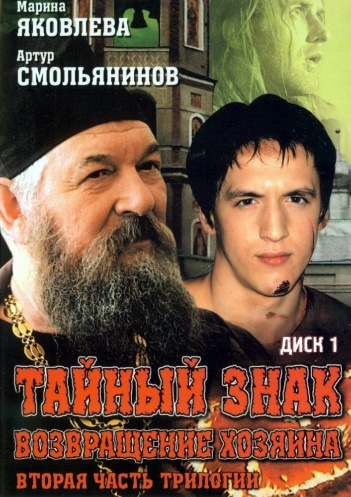 Марина
ЯКОВЛЕВА
Артур
СМОЛЬЯНИНОВ
ДИСК 1
ТАЙНЫЙ ЗНАК
ВОЗВРАЩЕНИЕ ХОЗЯИНА
ВТОРАЯ ЧАСТЬ ТРИЛОГИИ